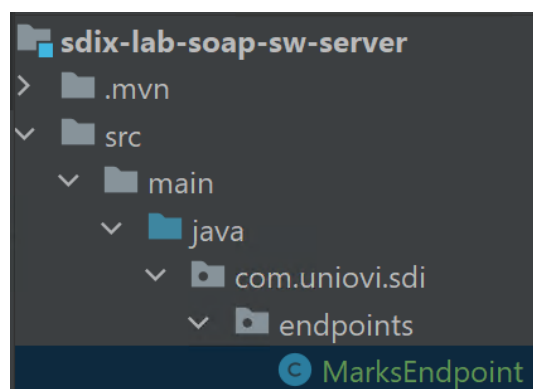 sdix-lab-soap-sw-server
.mvn
src
main
java
com.uniovi.sdi
endpoints
C MarksEndpoint